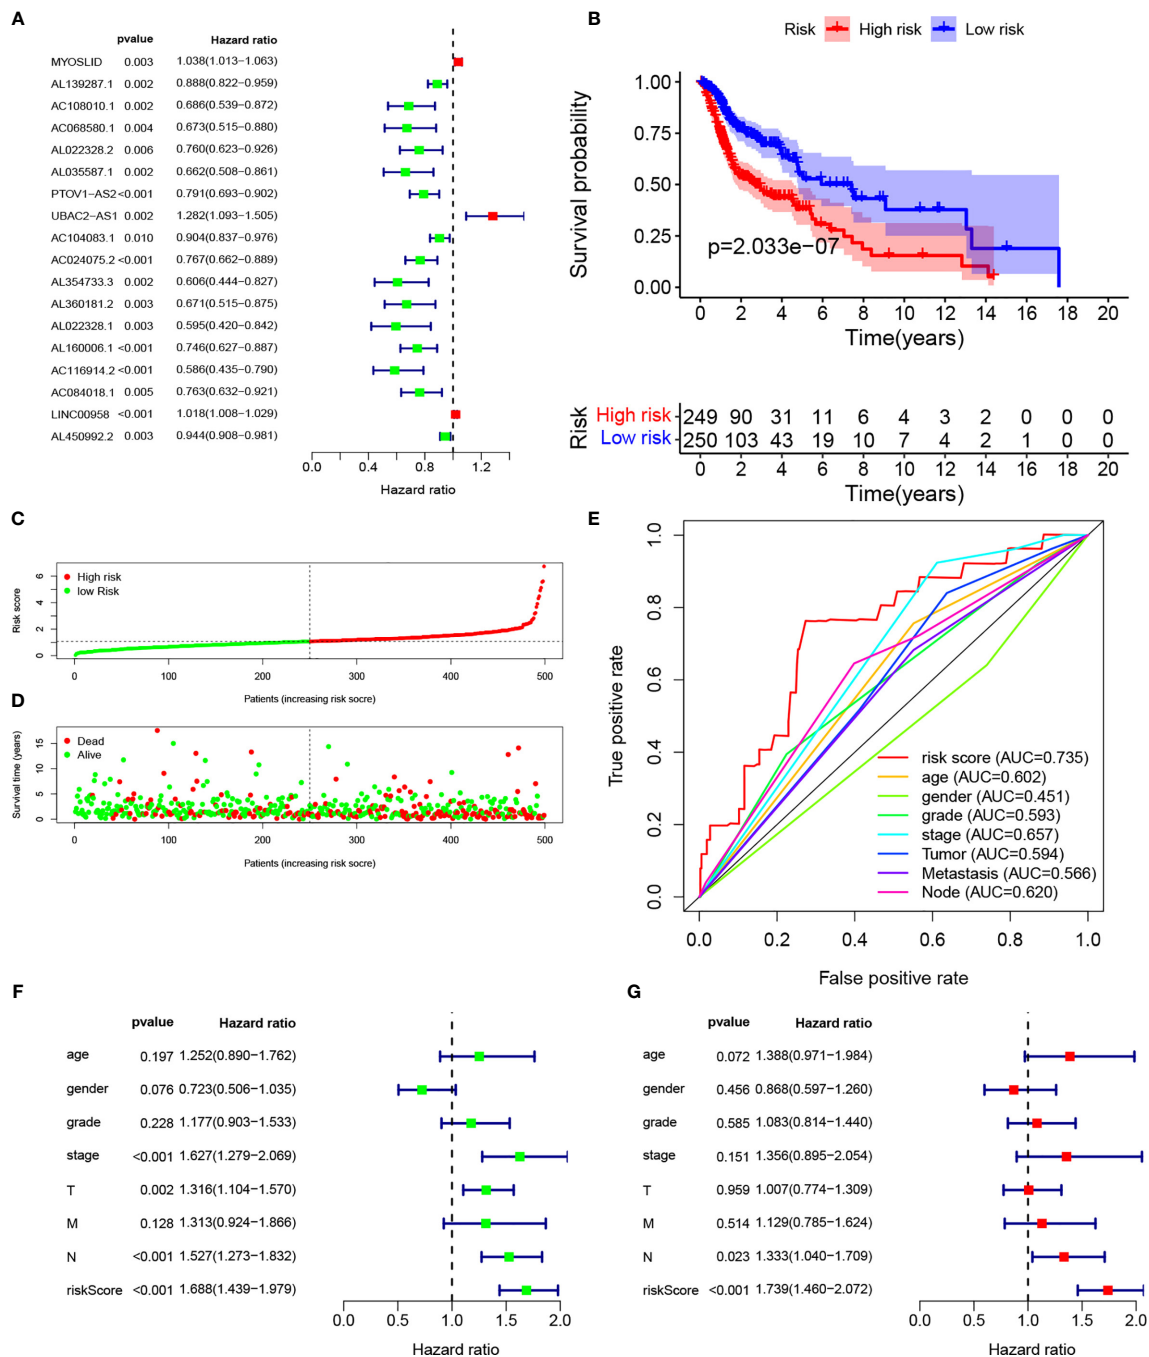 A
pvalue Hazard ratio
MYOSLID 0.003 1.038(1.013−1.063)
AL139287.1 0.002 0.888(0.822−0.959)
AC108010.1 0.002 0.686(0.539−0.872)
AC068580.1 0.004 0.673(0.515−0.880)
AL022328.2 0.006 0.760(0.623−0.926)
AL035587.1 0.002 0.662(0.508−0.861)
PTOV1−AS2 <0.001 0.791(0.693−0.902)
UBAC2−AS1 0.002 1.282(1.093−1.505)
AC104083.1 0.010 0.904(0.837−0.976)
AC024075.2 <0.001 0.767(0.662−0.889)
AL354733.3 0.002 0.606(0.444−0.827)
AL360181.2 0.003 0.671(0.515−0.875)
AL022328.1 0.003 0.595(0.420−0.842)
AL160006.1 <0.001 0.746(0.627−0.887)
AC116914.2 <0.001 0.586(0.435−0.790)
AC084018.1 0.005 0.763(0.632−0.921)
LINC00958 <0.001 1.018(1.008−1.029)
AL450992.2 0.003 0.944(0.908−0.981)
0.0 0.4 0.8 1.2
Hazard ratio
B
Risk High risk Low risk
Survival probability
1.00
0.75
0.50
0.25
0.00
p=2.033e−07
0 2 4 6 8 10 12 14 16 18 20
Time(years)
Risk
High risk 249 90 31 11 6 4 3 2 0 0 0
Low risk 250 103 43 19 10 7 4 2 1 0 0
0 2 4 6 8 10 12 14 16 18 20
Time(years)
C
Risk score
6
4
2
0
High risk
low Risk
0 100 200 300 400 500
Patients (increasing risk socre)
D
Survival time (years)
15
10
5
0
Dead
Alive
0 100 200 300 400 500
Patients (increasing risk socre)
E
True positive rate
1.0
0.8
0.6
0.4
0.2
0.0
risk score (AUC=0.735)
age (AUC=0.602)
gender (AUC=0.451)
grade (AUC=0.593)
stage (AUC=0.657)
Tumor (AUC=0.594)
Metastasis (AUC=0.566)
Node (AUC=0.620)
0.0 0.2 0.4 0.6 0.8 1.0
False positive rate
F
pvalue Hazard ratio
age 0.197 1.252(0.890−1.762)
gender 0.076 0.723(0.506−1.035)
grade 0.228 1.177(0.903−1.533)
stage <0.001 1.627(1.279−2.069)
T 0.002 1.316(1.104−1.570)
M 0.128 1.313(0.924−1.866)
N <0.001 1.527(1.273−1.832)
riskScore <0.001 1.688(1.439−1.979)
0.0 0.5 1.0 1.5 2.0
Hazard ratio
G
pvalue Hazard ratio
age 0.072 1.388(0.971−1.984)
gender 0.456 0.868(0.597−1.260)
grade 0.585 1.083(0.814−1.440)
stage 0.151 1.356(0.895−2.054)
T 0.959 1.007(0.774−1.309)
M 0.514 1.129(0.785−1.624)
N 0.023 1.333(1.040−1.709)
riskScore <0.001 1.739(1.460−2.072)
0.0 0.5 1.0 1.5 2.0
Hazard ratio